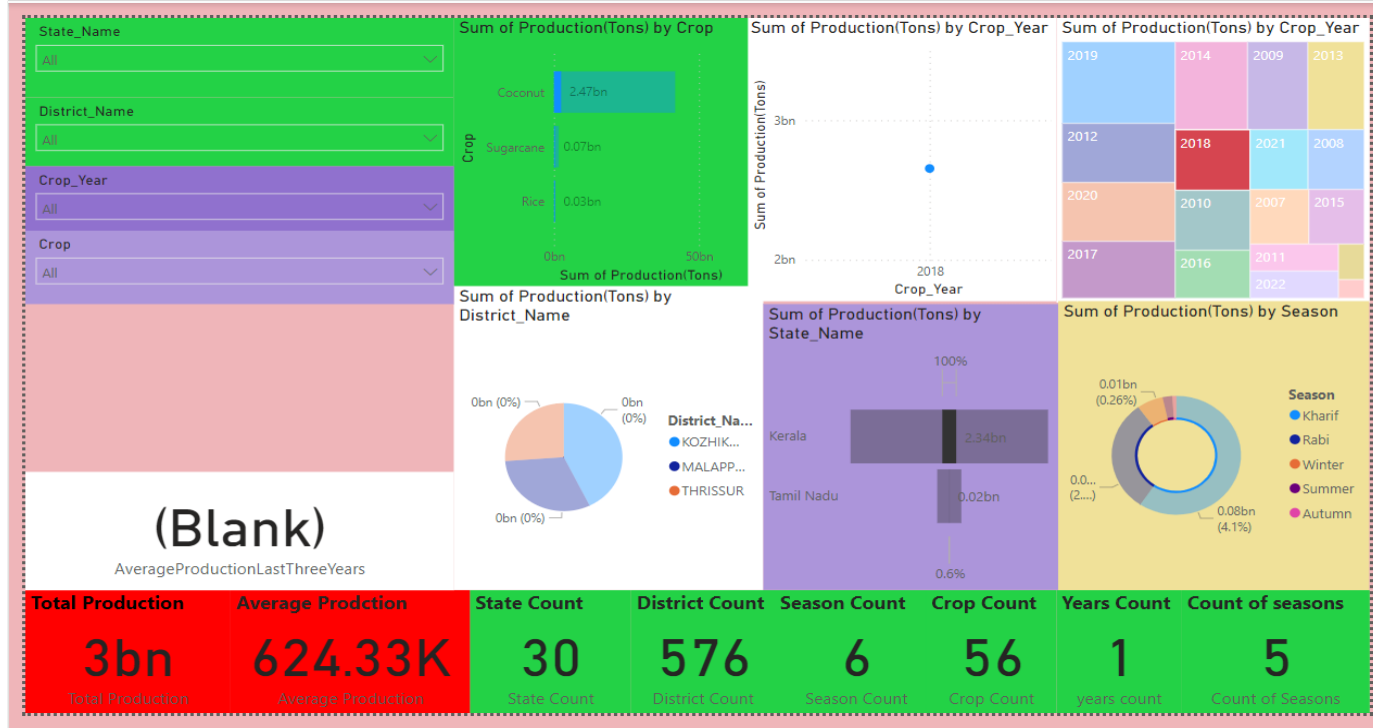 State_Name
All
District_Name
All
Crop_Year
All
Crop
All
Sum of Production(Tons) by Crop
Crop
Coconut
2.47bn
Sugarcane
0.07bn
Rice
0.03bn
0bn
50bn
Sum of Production(Tons)
Sum of Production(Tons) by Crop_Year
Sum of Production(Tons)
3bn
2bn
2018
Crop_Year
Sum of Production(Tons) by Crop_Year
2019
2014
2009
2013
2012
2018
2021
2008
2020
2010
2007
2015
2017
2016
2011
2022
(Blank)
AverageProductionLastThreeYears
Sum of Production(Tons) by
District_Name
0bn (0%)
0bn
(0%)
0bn (0%)
District_Na...
KOZHIK...
MALAPP...
THRISSUR
Sum of Production(Tons) by
State_Name
100%
Kerala
2.34bn
Tamil Nadu
0.02bn
0.6%
Sum of Production(Tons) by Season
0.01bn
(0.26%)
0.0...
(2....)
0.08bn
(4.1%)
Season
Kharif
Rabi
Winter
Summer
Autumn
Total Production
3bn
Total Production
Average Prodction
624.33K
Average Production
State Count
30
State Count
District Count
576
District Count
Season Count
6
Season Count
Crop Count
56
Crop Count
Years Count
1
years count
Count of seasons
5
Count of Seasons